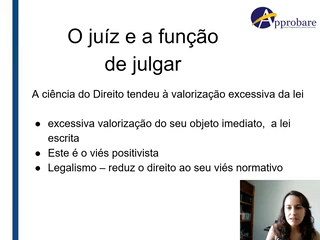 Approbare
O juíz e a função
de julgar
A ciência do Direito tendeu à valorização excessiva da lei
● excessiva valorização do seu objeto imediato, a lei
escrita
● Este é o viés positivista
● Legalismo – reduz o direito ao seu viés normativo